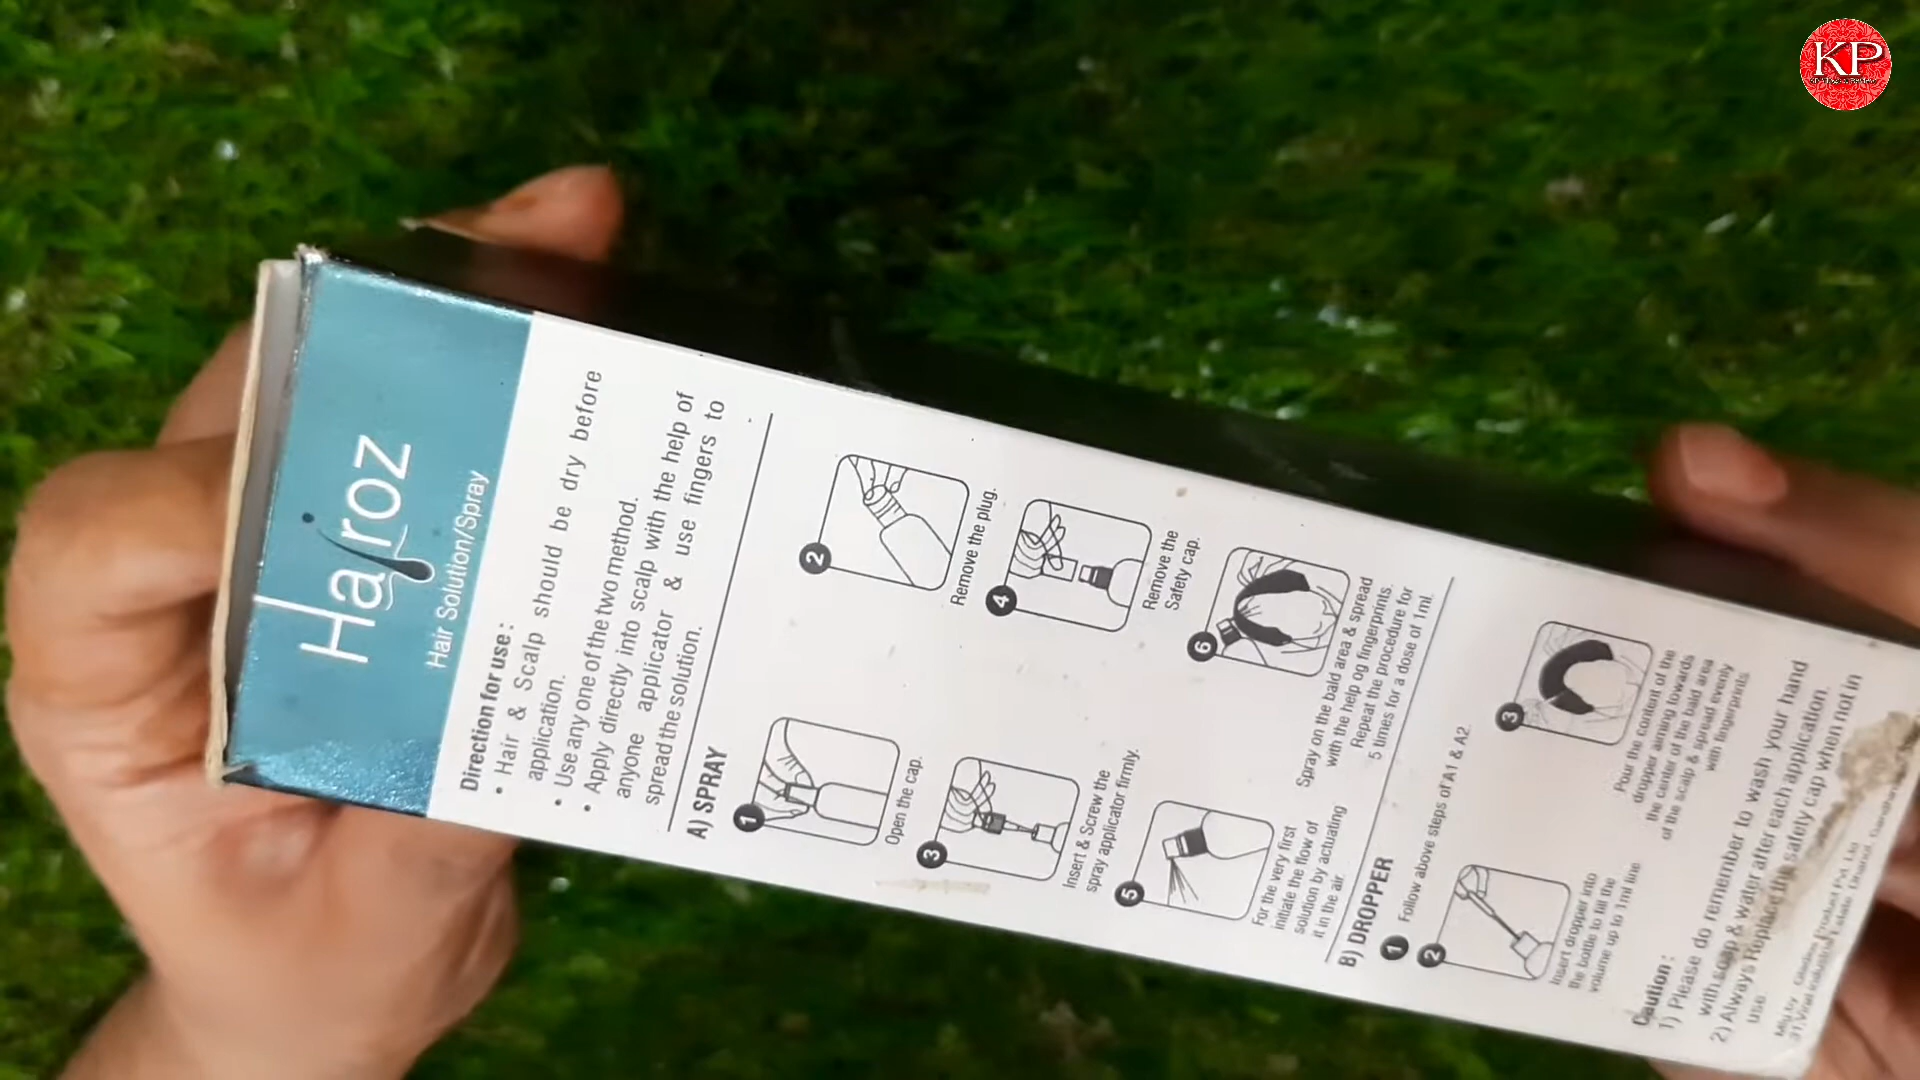 KP
Hairoz
Hair Solution/Spray
Direction for use :
• Hair & Scalp should be dry before
application.
• Use any one of the two method.
• Apply directly into scalp with the help of
anyone applicator & use fingers to
spread the solution.
A) SPRAY
1
Open the cap.
2
Remove the plug.
3
Insert & Screw the
spray applicator firmly.
4
Remove the
Safety cap.
5
For the very first
initiate the flow of
solution by actuating
it in the air.
6
Spray on the bald area & spread
with the help og fingerprints.
Repeat the procedure for
5 times for a dose of 1ml.
B) DROPPER
1 Follow above steps of A1 & A2.
2
Insert dropper into
the bottle to fill the
volume up to 1ml line
3
Pour the content of the
dropper aiming towards
the center of the bald area
of the scalp & spread evenly
with fingerprints
Caution :
1) Please do remember to wash your hand
with soap & water after each application.
2) Always Replace the safety cap when not in
use
Mfg by